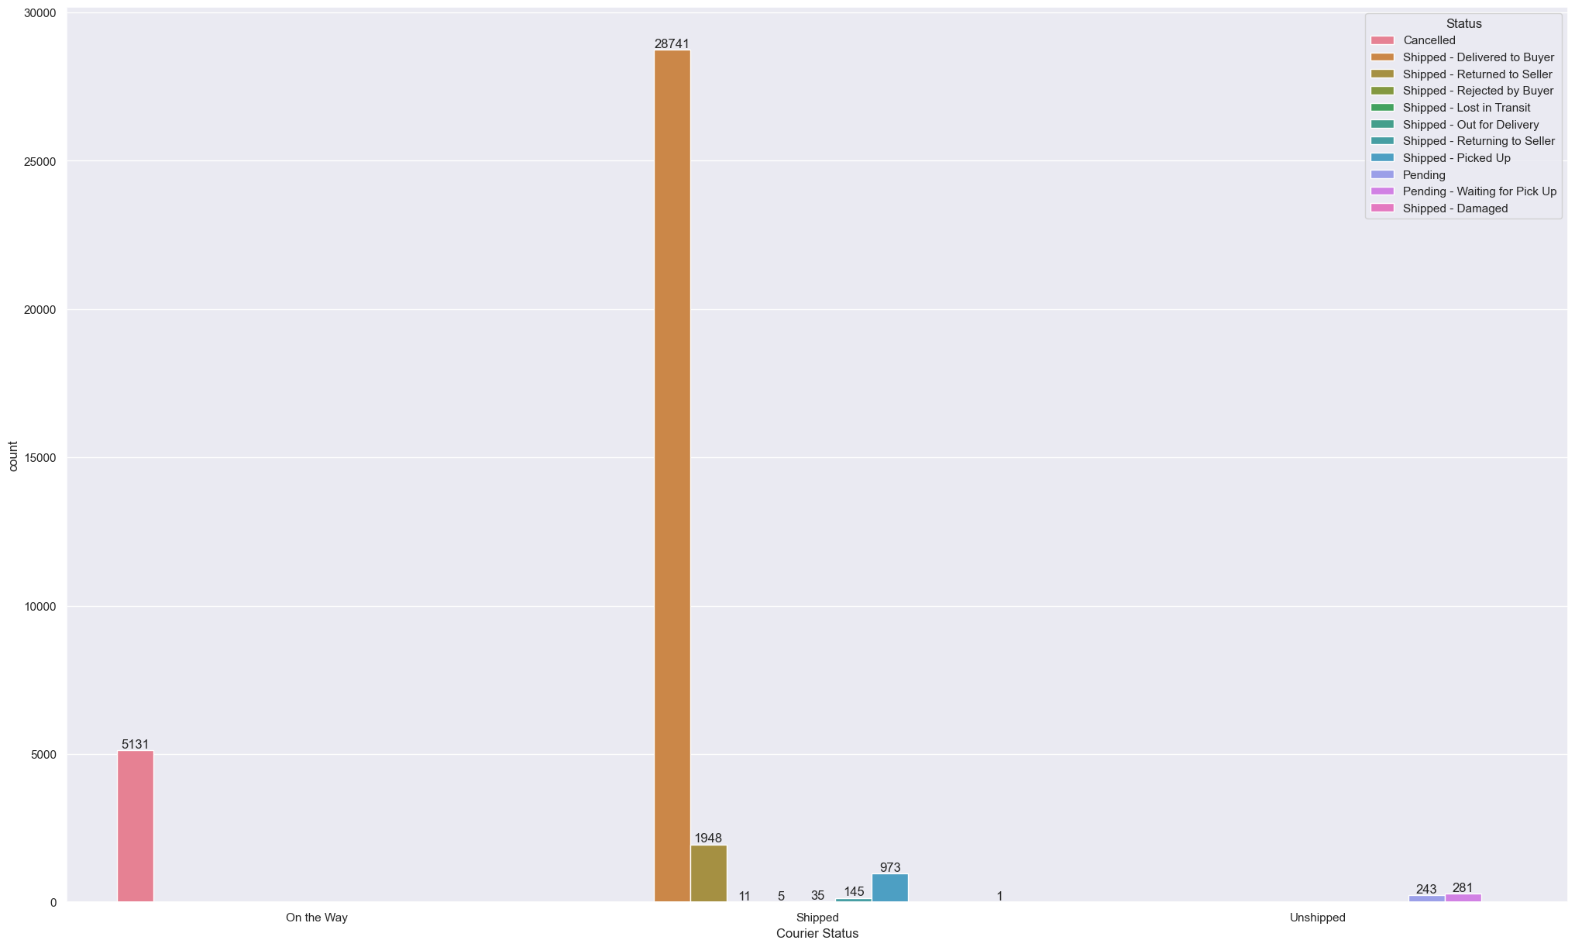 30000
25000
20000
15000
10000
5000
0
count
5131
28741
1948
11
5
35
145
973
1
243
281
On the Way
Shipped
Unshipped
Courier Status
Status
Cancelled
Shipped - Delivered to Buyer
Shipped - Returned to Seller
Shipped - Rejected by Buyer
Shipped - Lost in Transit
Shipped - Out for Delivery
Shipped - Returning to Seller
Shipped - Picked Up
Pending
Pending - Waiting for Pick Up
Shipped - Damaged